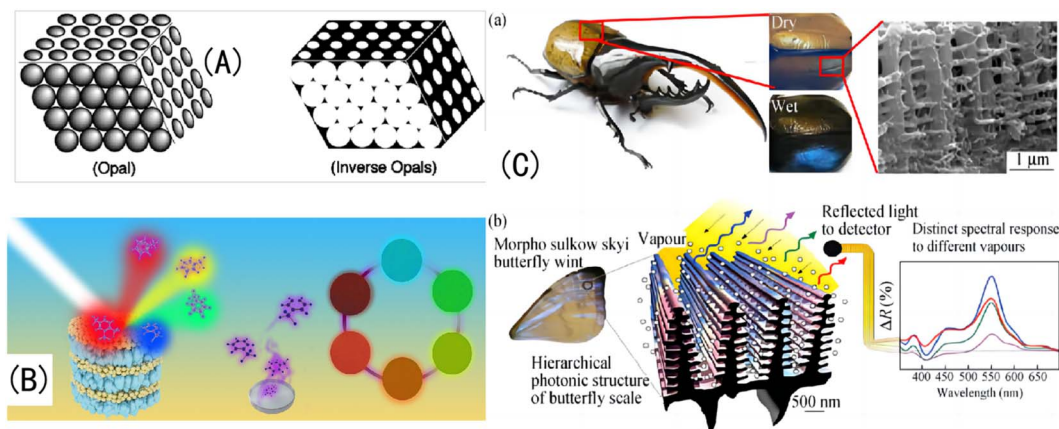 (A)
(Opal)
(Inverse Opals)
(B)
(a)
Dry
Wet
1 μm
(C)
(b)
Morpho sulkow skyi
butterfly wint
Vapour
Reflected light
to detector
Distinct spectral response
to different vapours
Hierarchical
photonic structure
of butterfly scale
500 nm
ΔR(%)
400 450 500 550 600 650
Wavelength (nm)